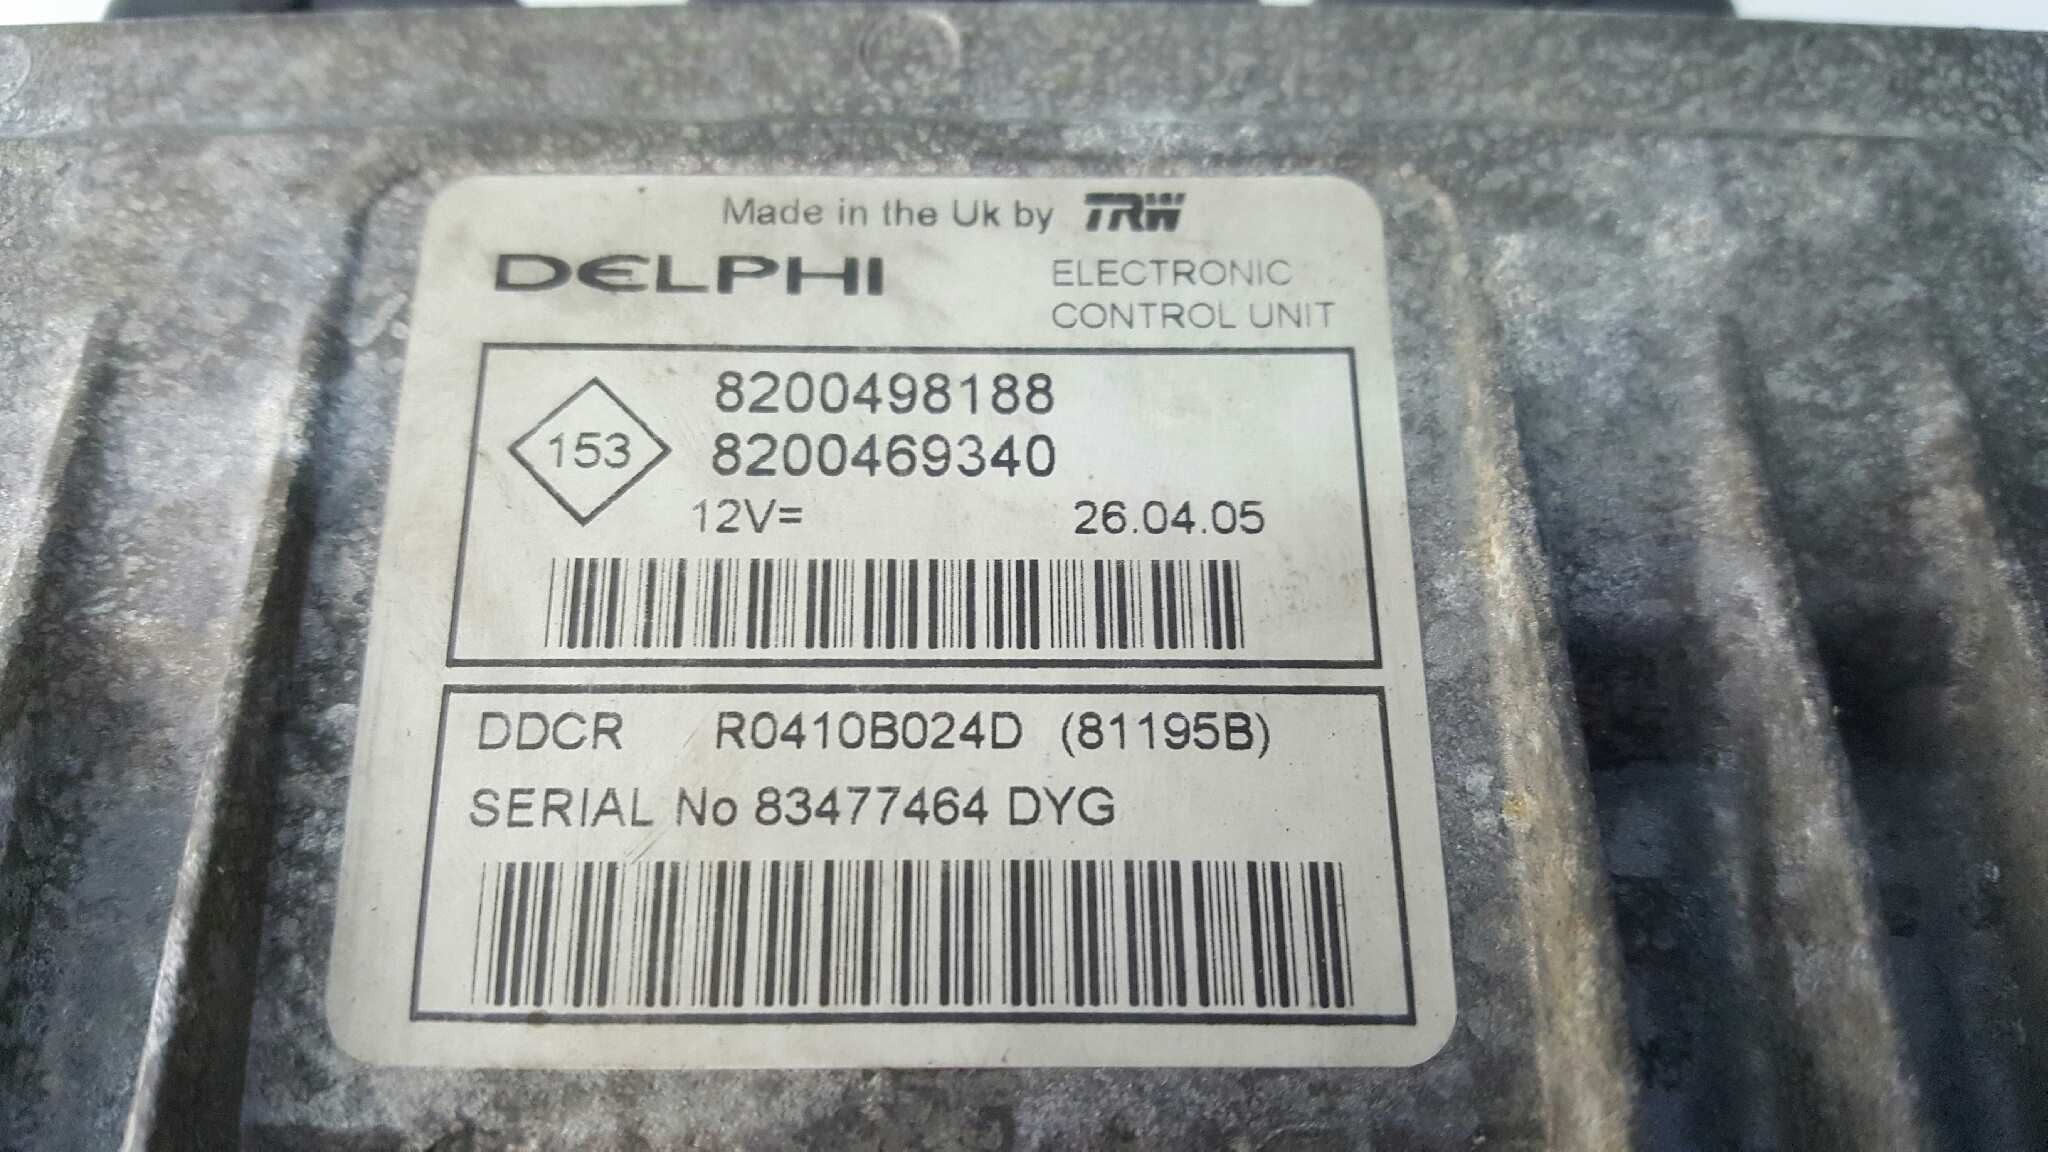 Made in the Uk by TRW
DELPHI
ELECTRONIC
CONTROL UNIT
8200498188
153
8200469340
12V=
26.04.05
DDCR R0410B024D (81195B)
SERIAL No 83477464 DYG